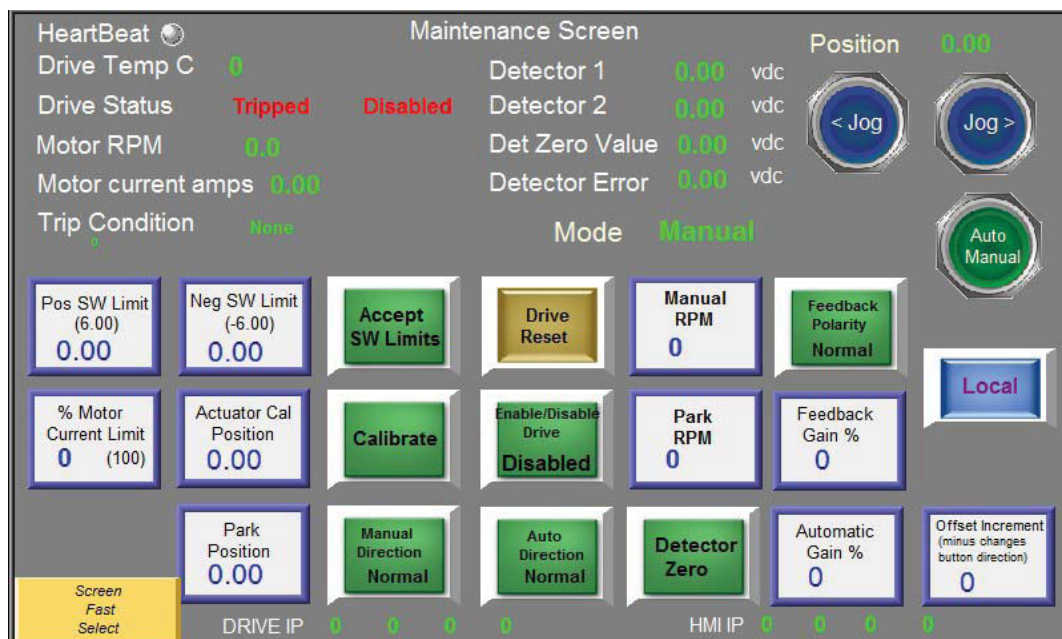 HeartBeat
Maintenance Screen
Position 0.00
Drive Temp C 0
Detector 1 0.00 vdc
Drive Status Tripped Disabled
Detector 2 0.00 vdc
< Jog
Jog >
Motor RPM 0.0
Det Zero Value 0.00 vdc
Motor current amps 0.00
Detector Error 0.00 vdc
Trip Condition None
0
Mode Manual
Auto
Manual
Pos SW Limit
(6.00)
0.00
Neg SW Limit
(-6.00)
0.00
Accept
SW Limits
Drive
Reset
Manual
RPM
0
Feedback
Polarity
Normal
Local
% Motor
Current Limit
0 (100)
Actuator Cal
Position
0.00
Calibrate
Enable/Disable
Drive
Disabled
Park
RPM
0
Feedback
Gain %
0
Park
Position
0.00
Manual
Direction
Normal
Auto
Direction
Normal
Detector
Zero
Automatic
Gain %
0
Offset Increment
(minus changes
button direction)
0
Screen
Fast
Select
DRIVE IP 0 0 0 0
HMI IP 0 0 0 0